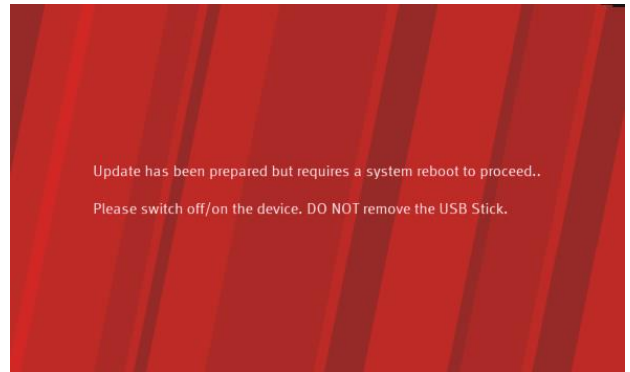 Update has been prepared but requires a system reboot to proceed..
Please switch off/on the device. DO NOT remove the USB Stick.